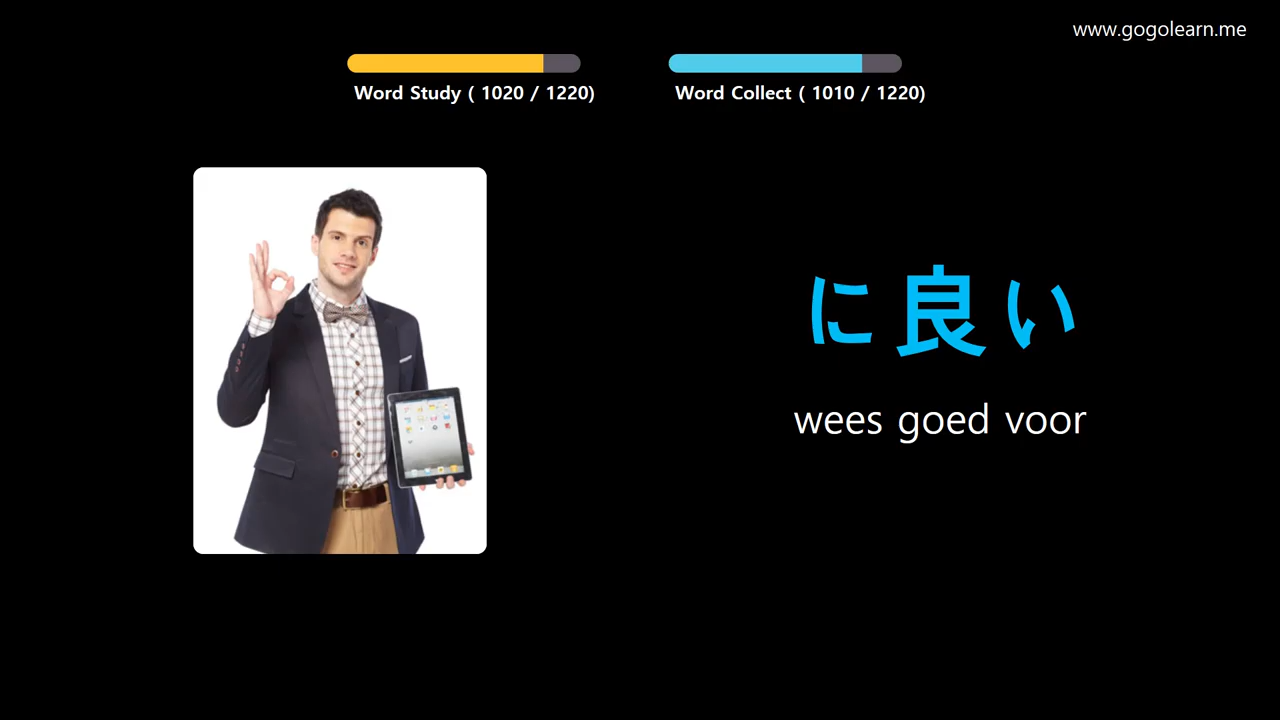 www.gogolearn.me
Word Study ( 1020 / 1220)
Word Collect ( 1010 / 1220)
に良い
wees goed voor